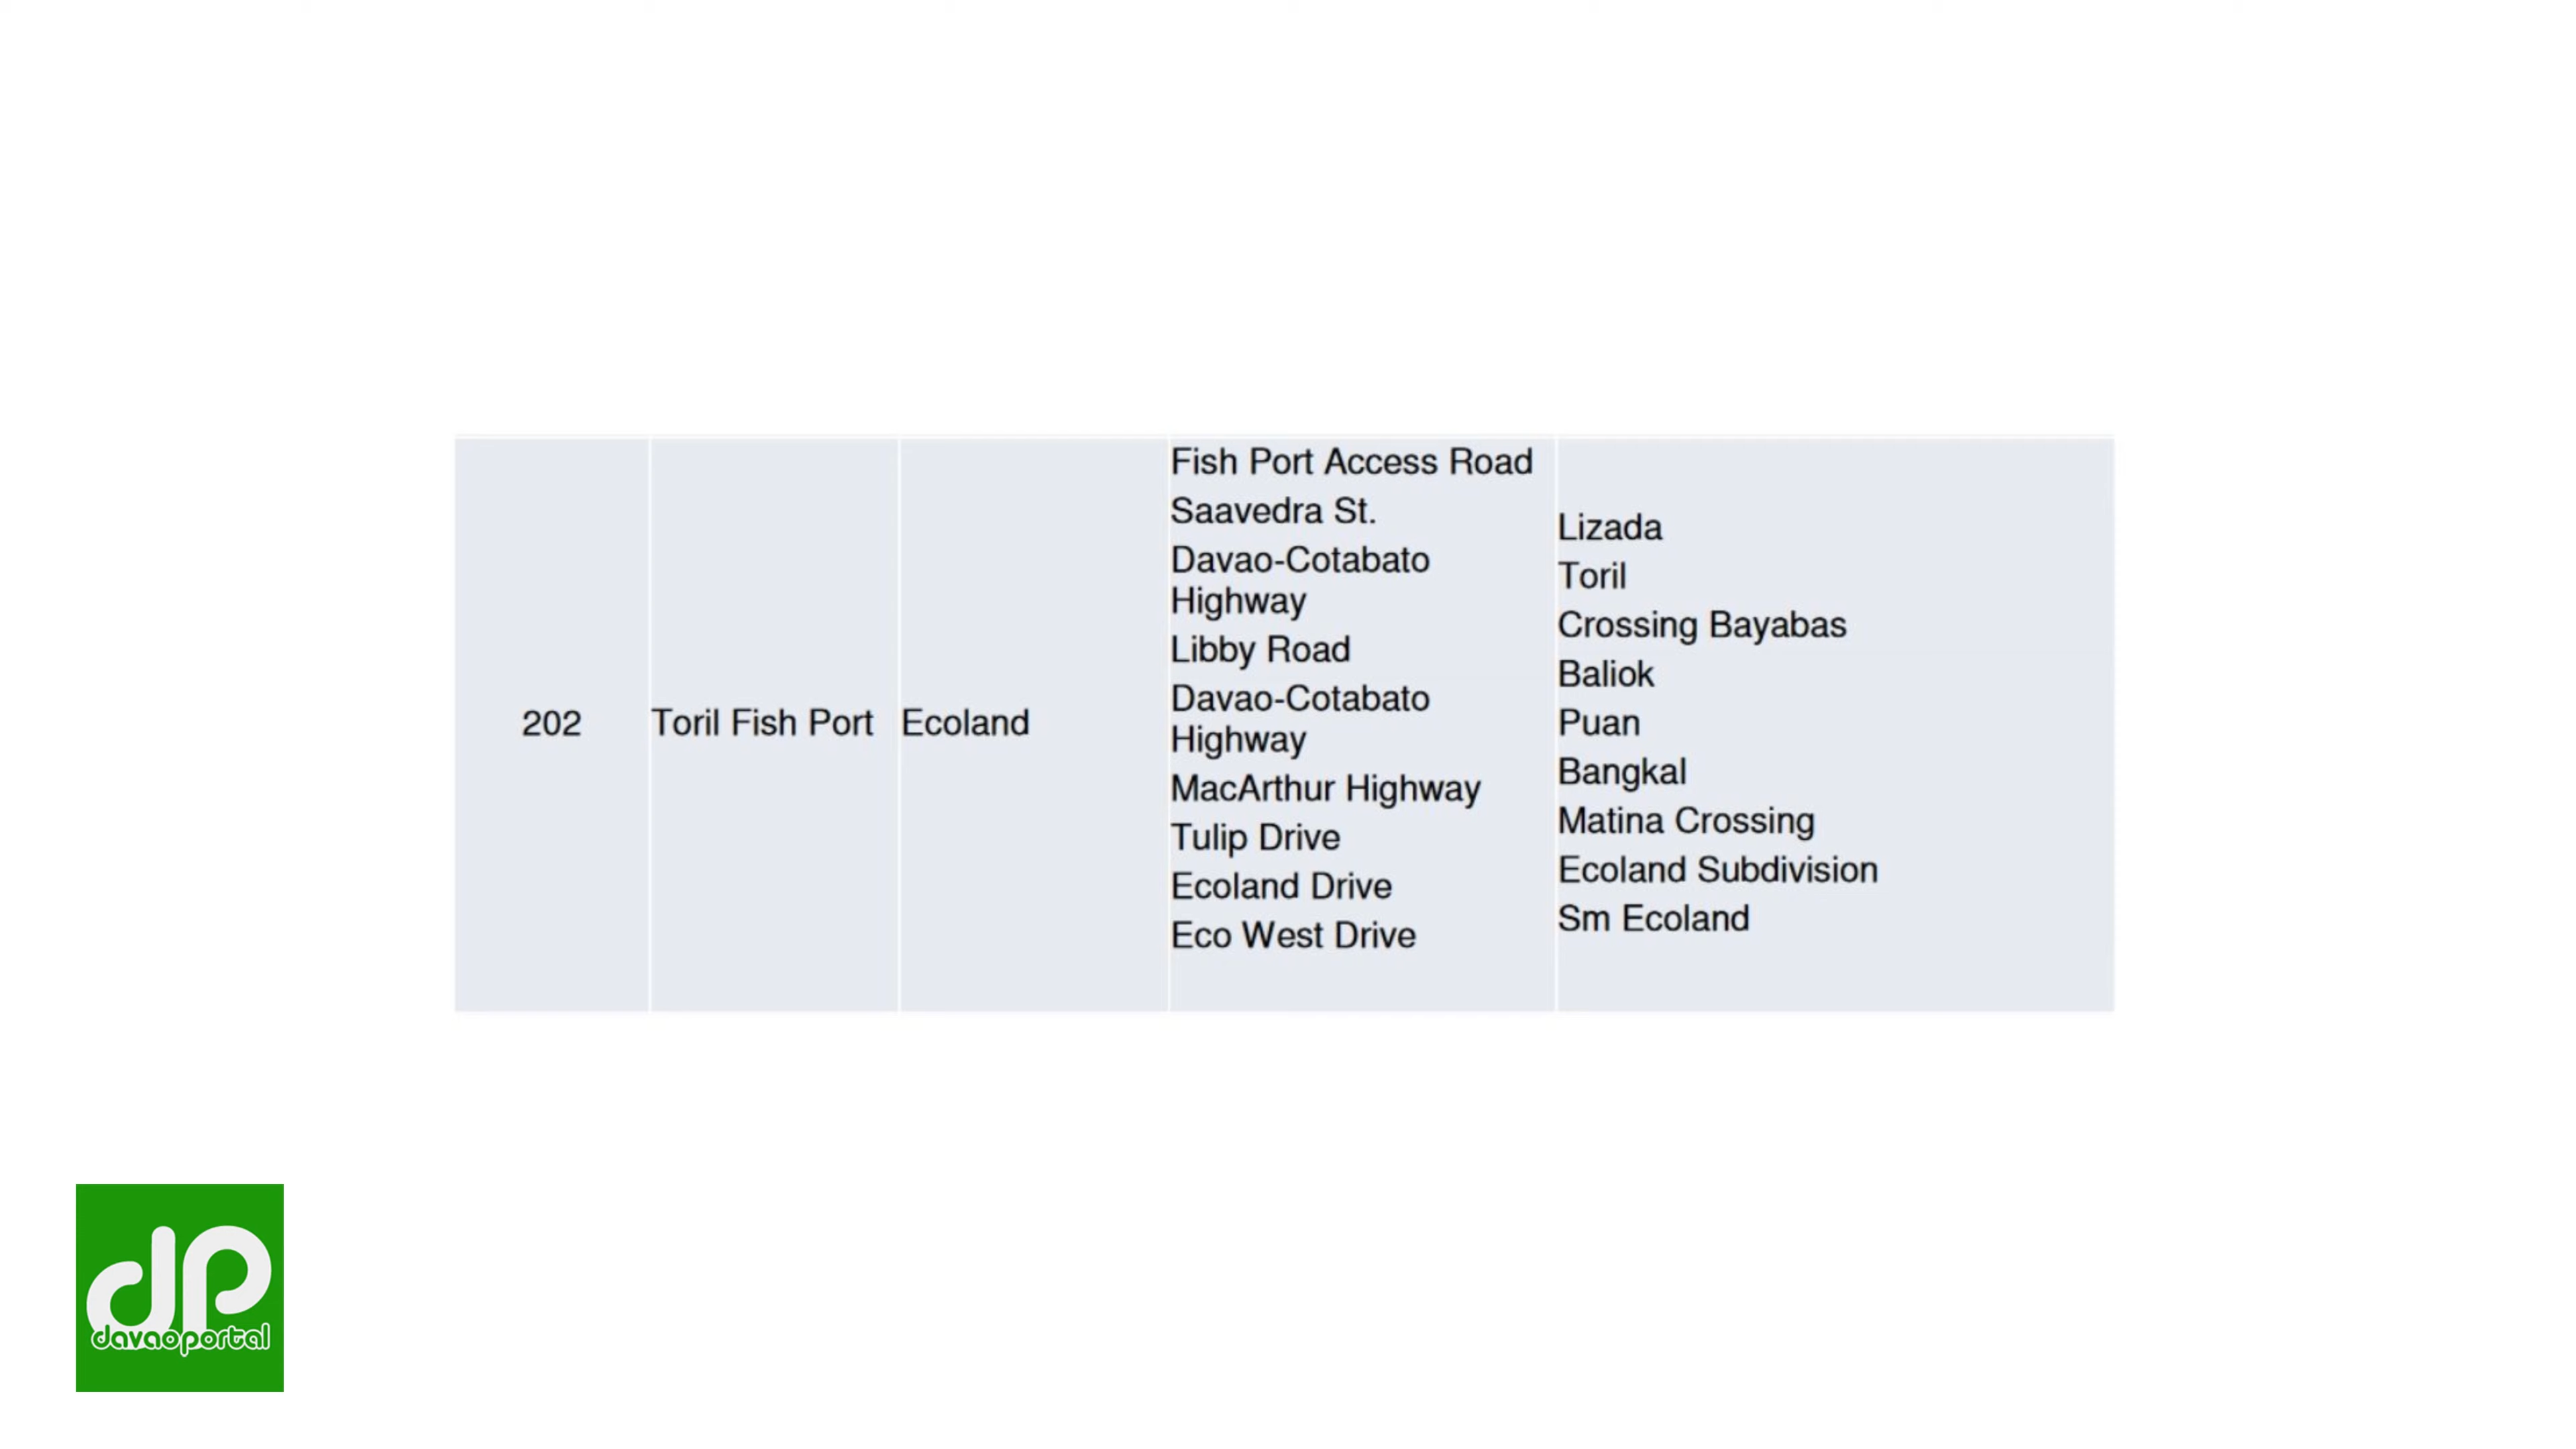 202
Toril Fish Port
Ecoland
Fish Port Access Road
Saavedra St.
Davao-Cotabato
Highway
Libby Road
Davao-Cotabato
Highway
MacArthur Highway
Tulip Drive
Ecoland Drive
Eco West Drive
Lizada
Toril
Crossing Bayabas
Baliok
Puan
Bangkal
Matina Crossing
Ecoland Subdivision
Sm Ecoland
dp
davaoportal